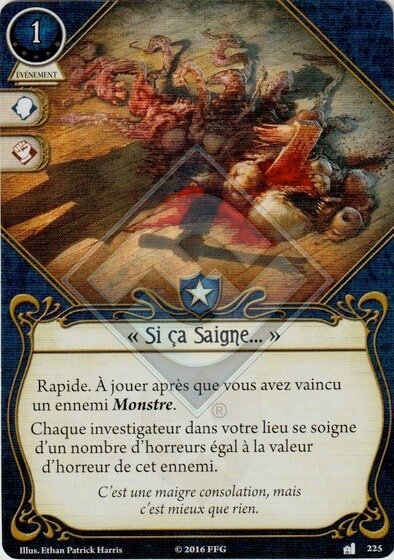 1
ÉVÉNEMENT
« Si ça Saigne... »
Rapide. À jouer après que vous avez vaincu
un ennemi Monstre.
Chaque investigateur dans votre lieu se soigne
d'un nombre d'horreurs égal à la valeur
d'horreur de cet ennemi.
C'est une maigre consolation, mais
c'est mieux que rien.
Illus. Ethan Patrick Harris © 2016 FFG 225
®